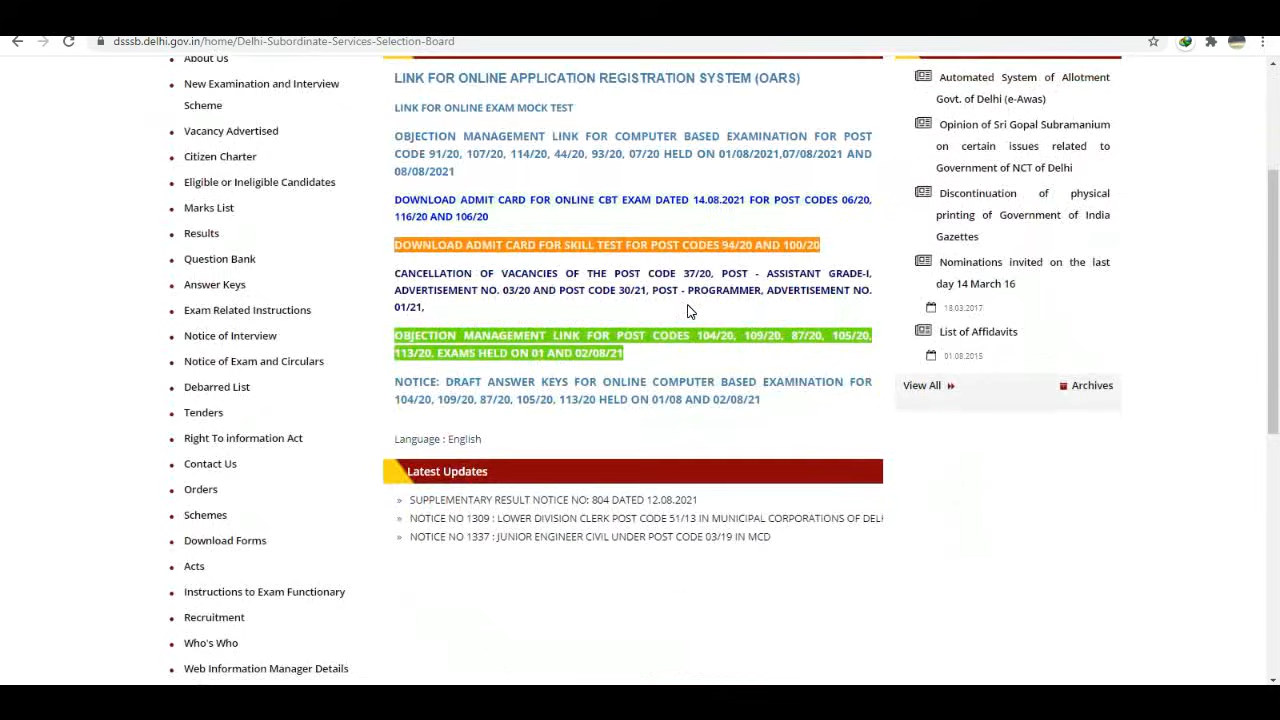 dsssb.delhi.gov.in/home/Delhi-Subordinate-Services-Selection-Board
About Us
New Examination and Interview
Scheme
Vacancy Advertised
Citizen Charter
Eligible or Ineligible Candidates
Marks List
Results
Question Bank
Answer Keys
Exam Related Instructions
Notice of Interview
Notice of Exam and Circulars
Debarred List
Tenders
Right To information Act
Contact Us
Orders
Schemes
Download Forms
Acts
Instructions to Exam Functionary
Recruitment
Who's Who
Web Information Manager Details
LINK FOR ONLINE APPLICATION REGISTRATION SYSTEM (OARS)
LINK FOR ONLINE EXAM MOCK TEST
OBJECTION MANAGEMENT LINK FOR COMPUTER BASED EXAMINATION FOR POST
CODE 91/20, 107/20, 114/20, 44/20, 93/20, 07/20 HELD ON 01/08/2021,07/08/2021 AND
08/08/2021
DOWNLOAD ADMIT CARD FOR ONLINE CBT EXAM DATED 14.08.2021 FOR POST CODES 06/20,
116/20 AND 106/20
DOWNLOAD ADMIT CARD FOR SKILL TEST FOR POST CODES 94/20 AND 100/20
CANCELLATION OF VACANCIES OF THE POST CODE 37/20, POST - ASSISTANT GRADE-I,
ADVERTISEMENT NO. 03/20 AND POST CODE 30/21, POST - PROGRAMMER, ADVERTISEMENT NO.
01/21,
OBJECTION MANAGEMENT LINK FOR POST CODES 104/20, 109/20, 87/20, 105/20,
113/20, EXAMS HELD ON 01 AND 02/08/21
NOTICE: DRAFT ANSWER KEYS FOR ONLINE COMPUTER BASED EXAMINATION FOR
104/20, 109/20, 87/20, 105/20, 113/20 HELD ON 01/08 AND 02/08/21
Language : English
Latest Updates
» SUPPLEMENTARY RESULT NOTICE NO: 804 DATED 12.08.2021
» NOTICE NO 1309 : LOWER DIVISION CLERK POST CODE 51/13 IN MUNICIPAL CORPORATIONS OF DELH
» NOTICE NO 1337 : JUNIOR ENGINEER CIVIL UNDER POST CODE 03/19 IN MCD
Automated System of Allotment
Govt. of Delhi (e-Awas)
Opinion of Sri Gopal Subramanium
on certain issues related to
Government of NCT of Delhi
Discontinuation of physical
printing of Government of India
Gazettes
Nominations invited on the last
day 14 March 16
18.03.2017
List of Affidavits
01.08.2015
View All
Archives